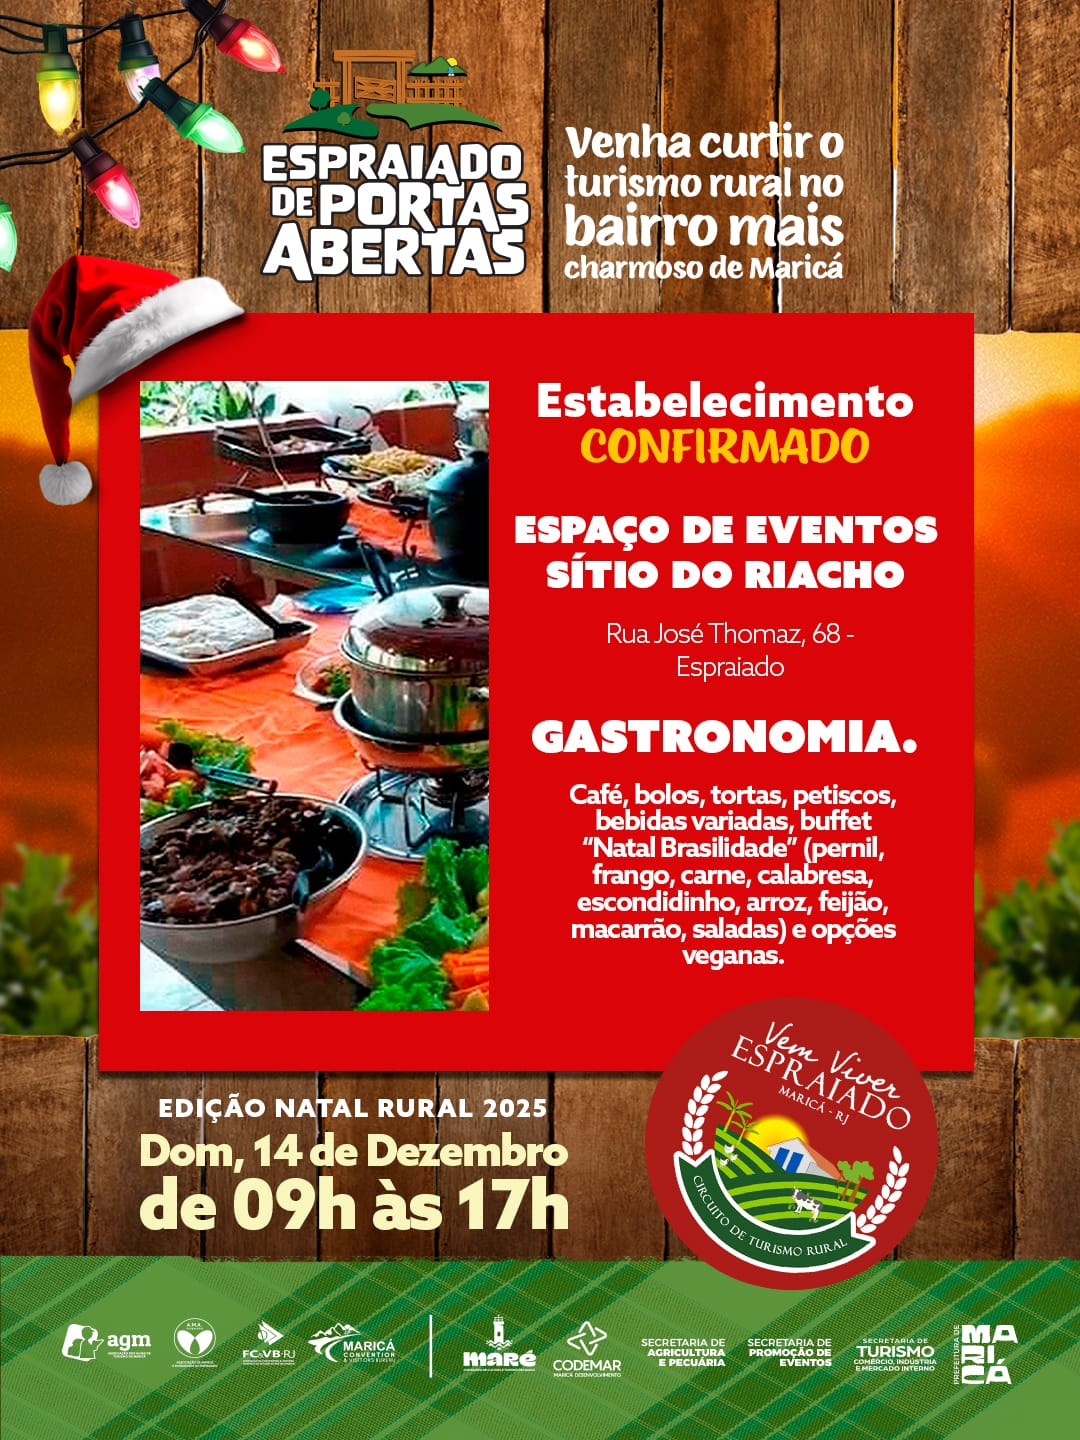 ESPRAIADO
DE PORTAS
ABERTAS
Venha curtir o
turismo rural no
bairro mais
charmoso de Maricá
Estabelecimento
CONFIRMADO
ESPAÇO DE EVENTOS
SÍTIO DO RIACHO
Rua José Thomaz, 68 -
Espraiado
GASTRONOMIA.
Café, bolos, tortas, petiscos,
bebidas variadas, buffet
“Natal Brasilidade” (pernil,
frango, carne, calabresa,
escondidinho, arroz, feijão,
macarrão, saladas) e opções
veganas.
EDIÇÃO NATAL RURAL 2025
Dom, 14 de Dezembro
de 09h às 17h
Vem Viver
ESPRAIADO
MARICÁ - RJ
CIRCUITO DE TURISMO RURAL
agm
A.M.A.
FC&VB-RJ
MARICÁ
CONVENTION
& VISITORS BUREAU
maré
CODEMAR
MARICÁ DESENVOLVIMENTO
SECRETARIA DE
AGRICULTURA
E PECUÁRIA
SECRETARIA DE
PROMOÇÃO DE
EVENTOS
SECRETARIA DE
TURISMO
COMÉRCIO, INDÚSTRIA
E MERCADO INTERNO
PREFEITURA DE
MA
RI
CÁ